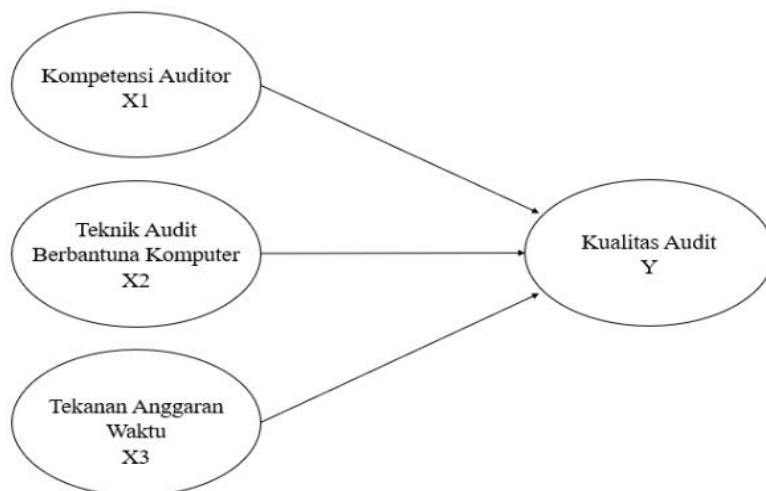 Kompetensi Auditor
X1
Teknik Audit
Berbantuna Komputer
X2
Tekanan Anggaran
Waktu
X3
Kualitas Audit
Y